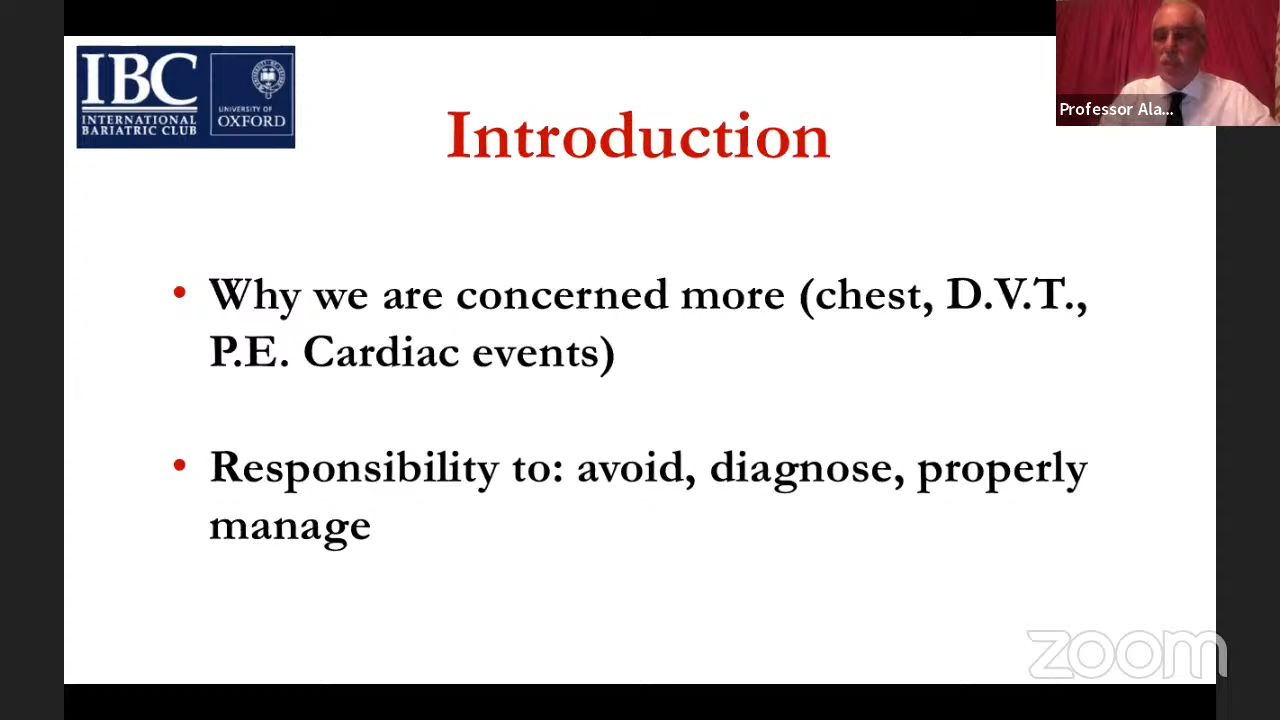 IBC
INTERNATIONAL
BARIATRIC CLUB
UNIVERSITY OF
OXFORD
Professor Ala...
Introduction
• Why we are concerned more (chest, D.V.T.,
P.E. Cardiac events)
• Responsibility to: avoid, diagnose, properly
manage
zoom